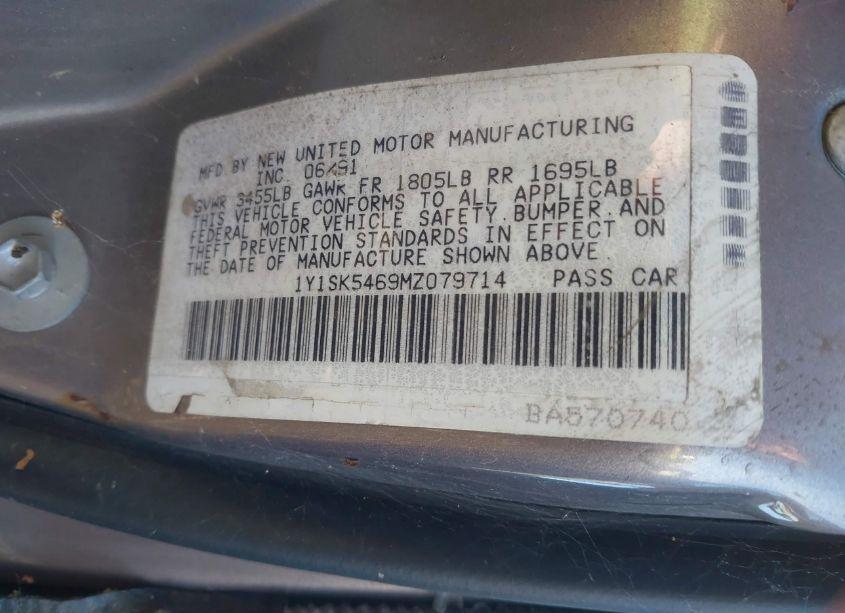 MFD BY NEW UNITED MOTOR MANUFACTURING
INC 06/91
GVWR 3455LB GAWR FR 1805LB RR 1695LB
THIS VEHICLE CONFORMS TO ALL APPLICABLE
FEDERAL MOTOR VEHICLE SAFETY.BUMPER.AND
THEFT PREVENTION STANDARDS IN EFFECT ON
THE DATE OF MANUFACTURE SHOWN ABOVE.
1Y1SK5469MZ079714 PASS CAR
BA570740